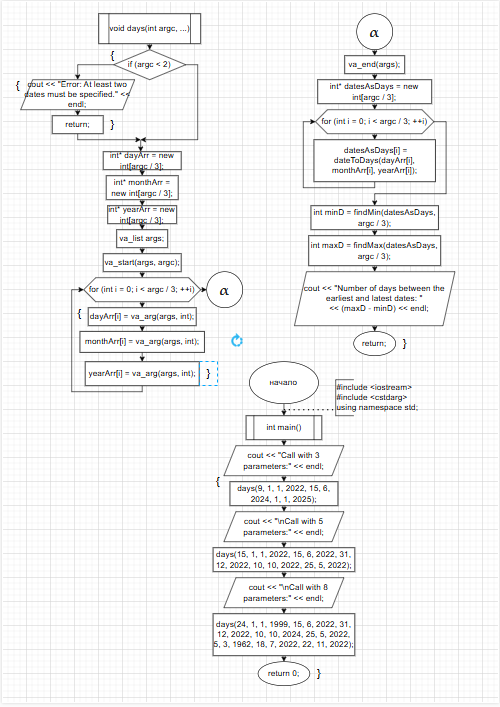 void days(int argc, ...)
{
if (argc < 2)
{
cout << "Error: At least two
dates must be specified." <<
endl;
return;
}
int* dayArr = new
int[argc / 3];
int* monthArr =
new int[argc / 3];
int* yearArr = new
int[argc / 3];
va_list args;
va_start(args, argc);
for (int i = 0; i < argc / 3; ++i)
α
{
dayArr[i] = va_arg(args, int);
monthArr[i] = va_arg(args, int);
yearArr[i] = va_arg(args, int);
}
α
va_end(args);
int* datesAsDays = new
int[argc / 3];
for (int i = 0; i < argc / 3; ++i)
datesAsDays[i] =
dateToDays(dayArr[i],
monthArr[i], yearArr[i]);
int minD = findMin(datesAsDays,
argc / 3);
int maxD = findMax(datesAsDays,
argc / 3);
cout << "Number of days between the
earliest and latest dates: "
<< (maxD - minD) << endl;
return;
}
начало
#include <iostream>
#include <cstdarg>
using namespace std;
int main()
{
cout << "Call with 3
parameters:" << endl;
days(9, 1, 1, 2022, 15, 6,
2024, 1, 1, 2025);
cout << "\nCall with 5
parameters:" << endl;
days(15, 1, 1, 2022, 15, 6, 2022, 31,
12, 2022, 10, 10, 2022, 25, 5, 2022);
cout << "\nCall with 8
parameters:" << endl;
days(24, 1, 1, 1999, 15, 6, 2022, 31,
12, 2022, 10, 10, 2024, 25, 5, 2022,
5, 3, 1962, 18, 7, 2022, 22, 11, 2022);
return 0;
}